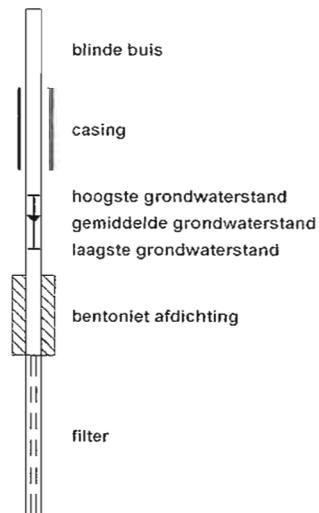 blinde buis
casing
hoogste grondwaterstand
gemiddelde grondwaterstand
laagste grondwaterstand
bentoniet afdichting
filter